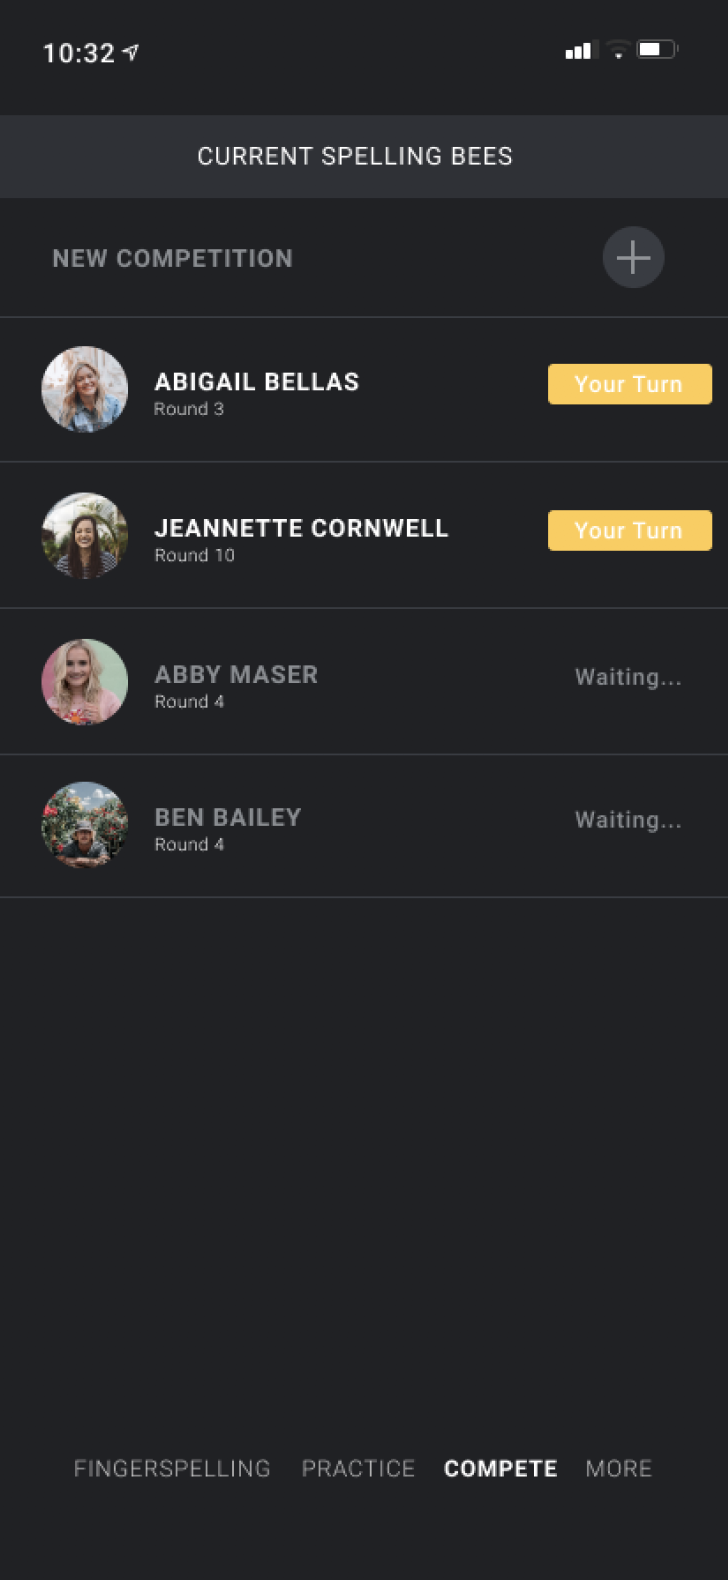 10:32
CURRENT SPELLING BEES
NEW COMPETITION
ABIGAIL BELLAS
Round 3
Your Turn
JEANNETTE CORNWELL
Round 10
Your Turn
ABBY MASER
Round 4
Waiting...
BEN BAILEY
Round 4
Waiting...
FINGERSPELLING PRACTICE COMPETE MORE